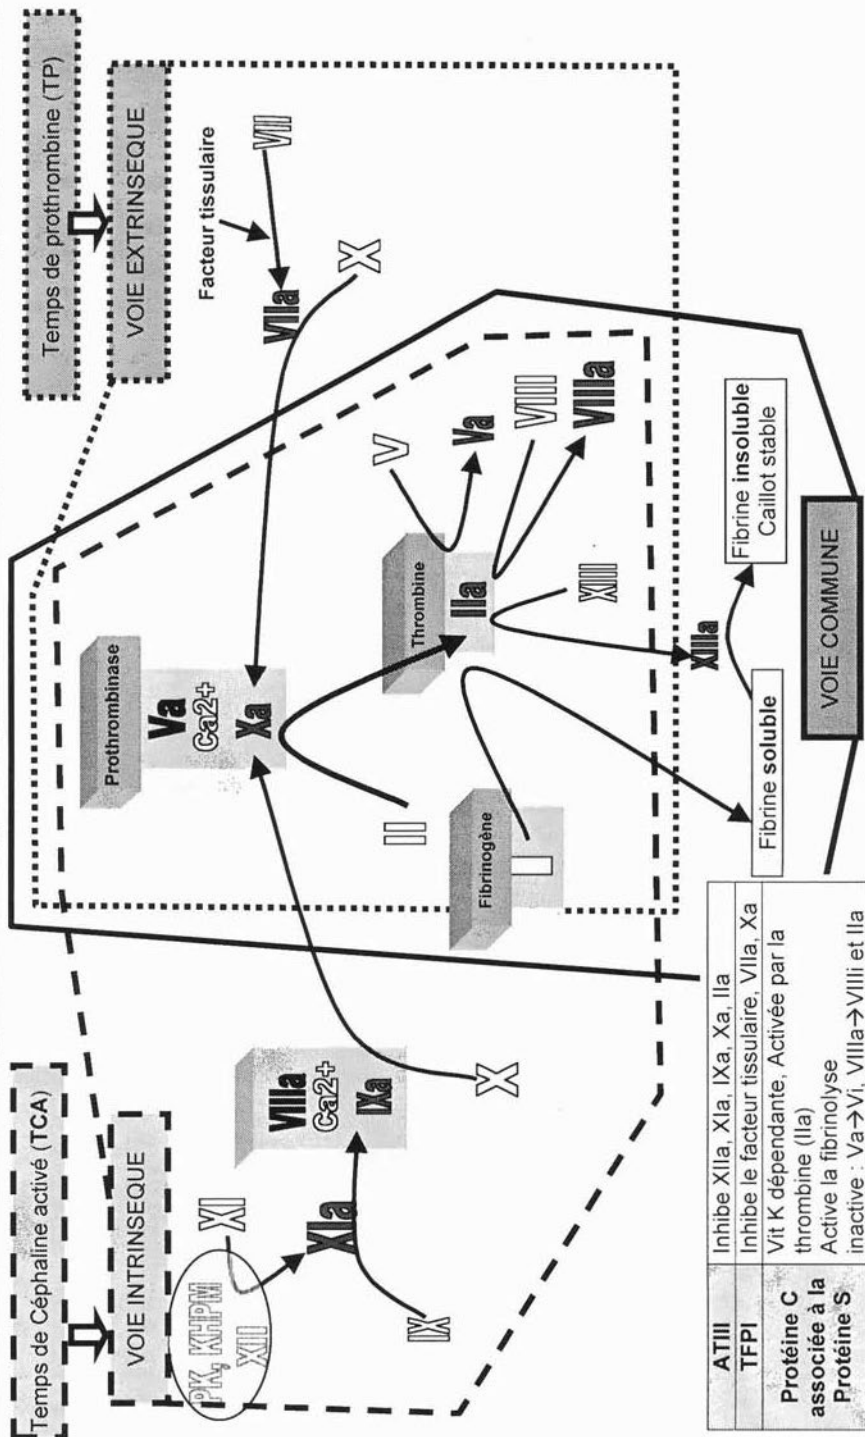 Temps de Céphaline activé (TCA)
VOIE INTRINSEQUE
PK, KHPM
XII
XI
XIa
IX
VIIIa
Ca2+
IXa
X
Temps de prothrombine (TP)
VOIE EXTRINSEQUE
Facteur tissulaire
VII
VIIa
X
Prothrombinase
Va
Ca2+
Xa
II
Thrombine
IIa
V
Va
VIII
VIIIa
XIII
XIIIa
Fibrinogène
I
Fibrine soluble
Fibrine insoluble
Caillot stable
VOIE COMMUNE
ATIII
Inhibe XIIa, XIa, IXa, Xa, IIa
TFPI
Inhibe le facteur tissulaire, VIIa, Xa
Protéine C
associée à la
Protéine S
Vit K dépendante, Activée par la
thrombine (IIa)
Active la fibrinolyse
inactive : Va→Vi, VIIIa→VIIIi et IIa